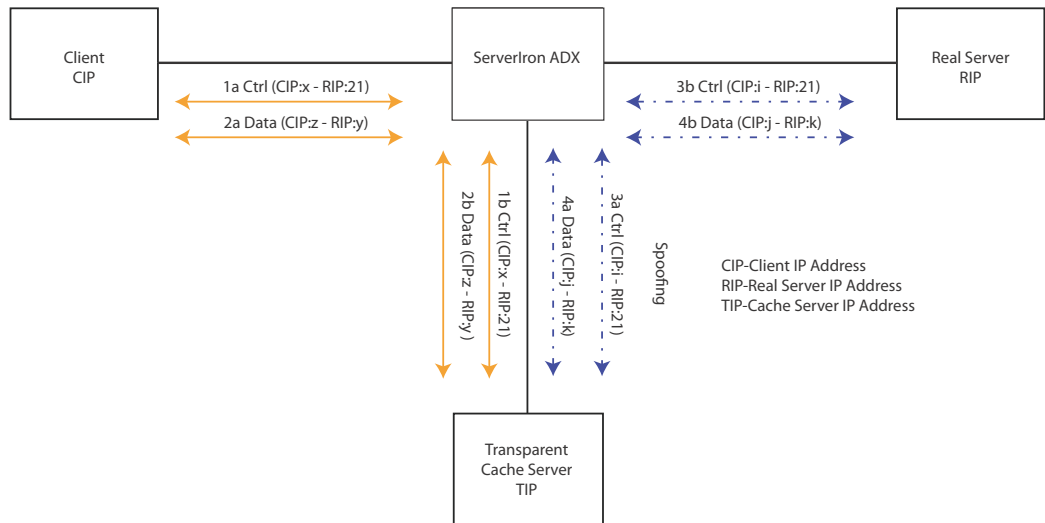 Client
CIP
ServerIron ADX
Real Server
RIP
1a Ctrl (CIP:x - RIP:21)
2a Data (CIP:z - RIP:y)
3b Ctrl (CIP:i - RIP:21)
4b Data (CIP:j - RIP:k)
2b Data (CIP:z - RIP:y )
1b Ctrl (CIP:x - RIP:21)
4a Data (CIP:j - RIP:k)
3a Ctrl (CIP:i - RIP:21)
Spoofing
CIP-Client IP Address
RIP-Real Server IP Address
TIP-Cache Server IP Address
Transparent
Cache Server
TIP